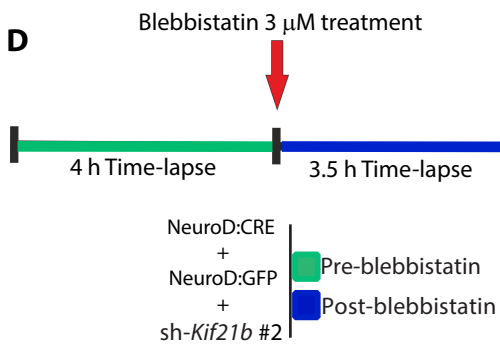 D
Blebbistatin 3 μM treatment
4 h Time-lapse
3.5 h Time-lapse
NeuroD:CRE
+
NeuroD:GFP
+
sh-Kif21b #2
Pre-blebbistatin
Post-blebbistatin